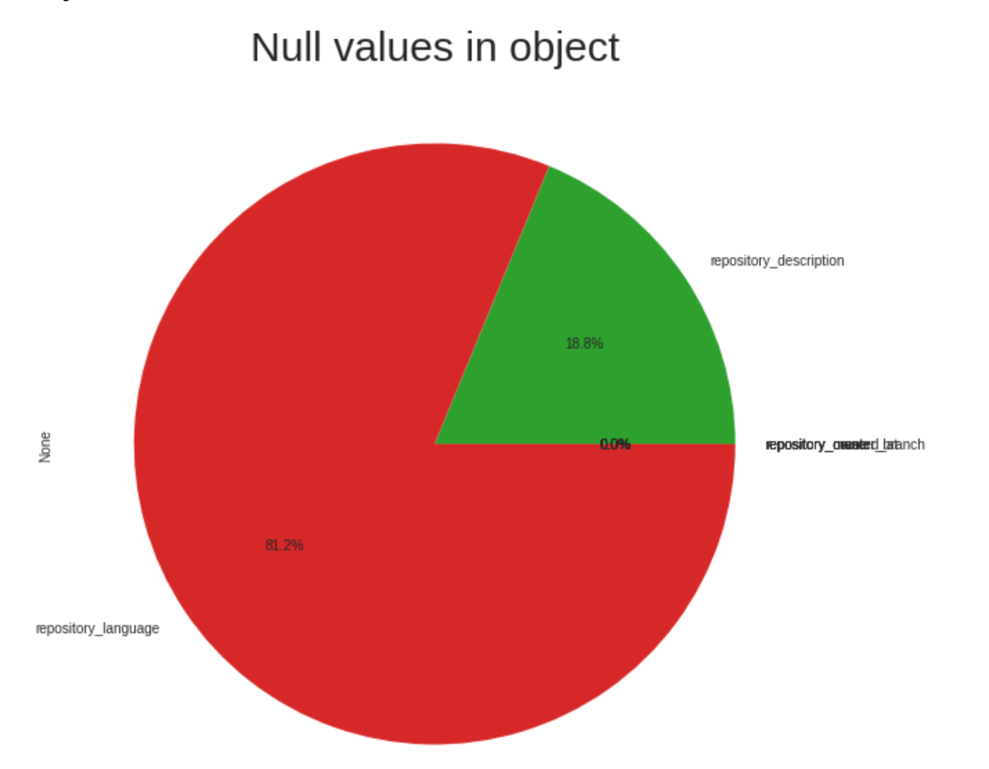 Null values in object
repository_description
18.8%
0.0%
None
81.2%
repository_language